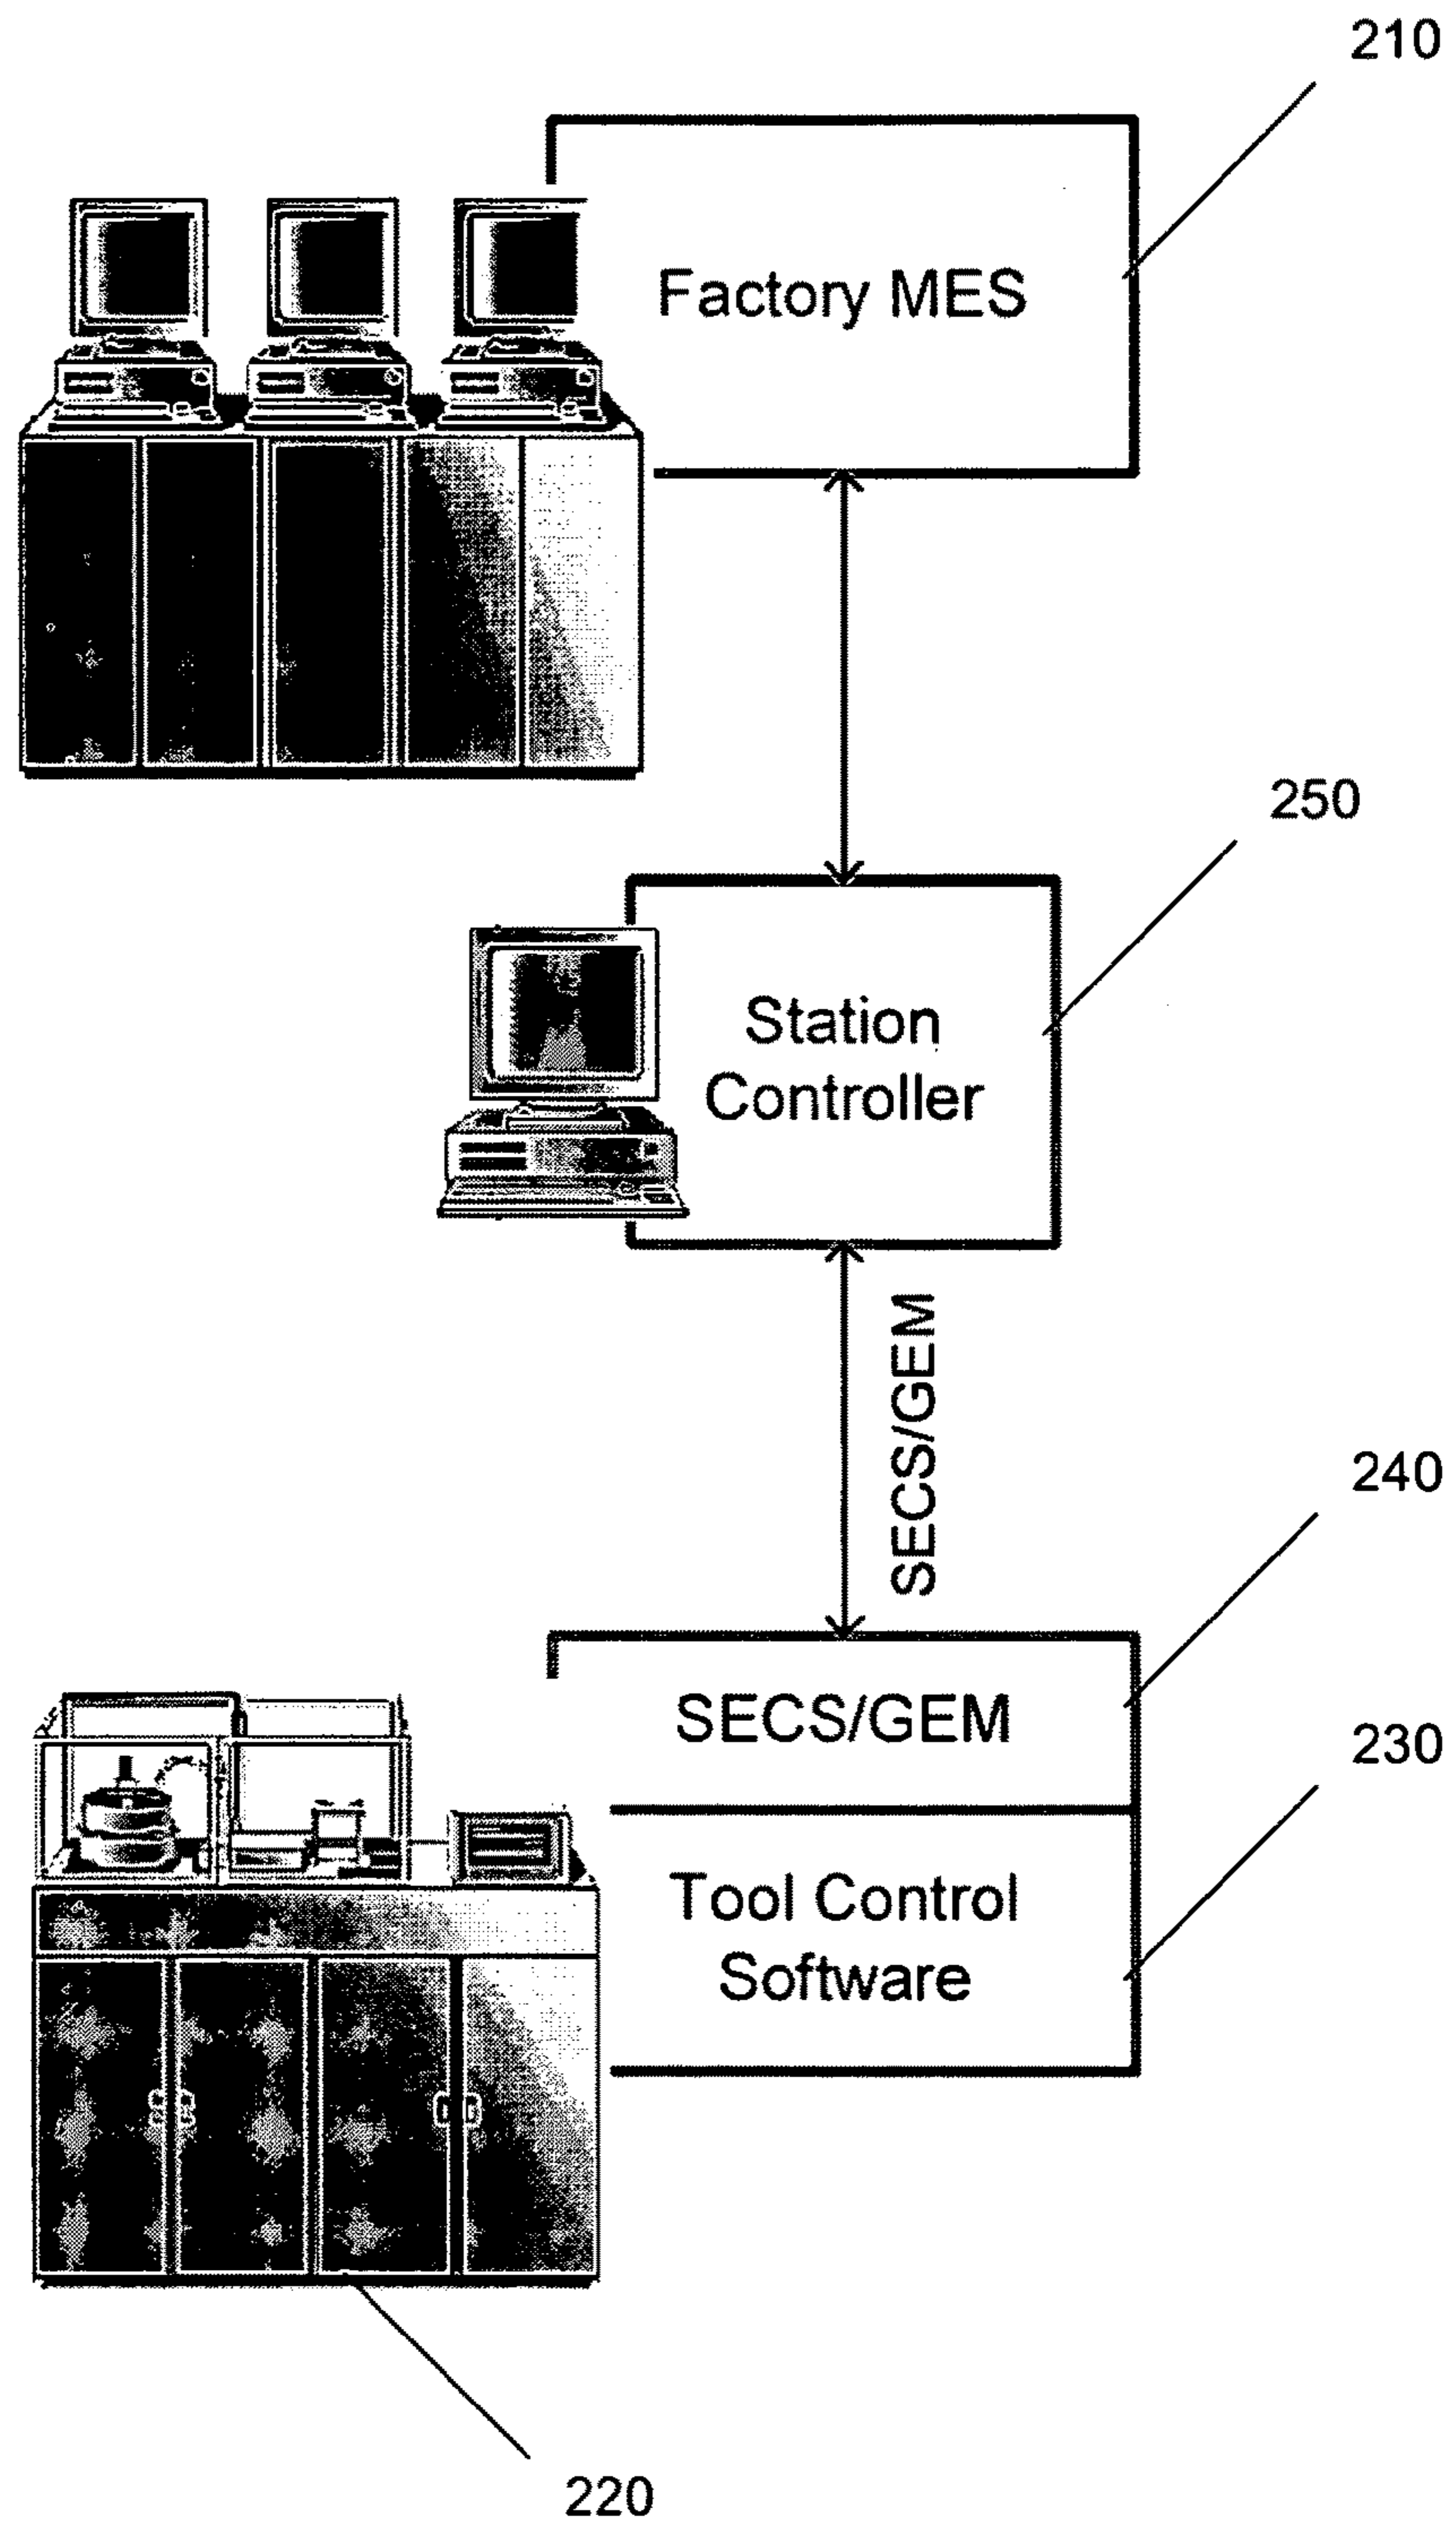 210
Factory MES
250
Station
Controller
SECS/GEM
240
SECS/GEM
230
Tool Control
Software
220